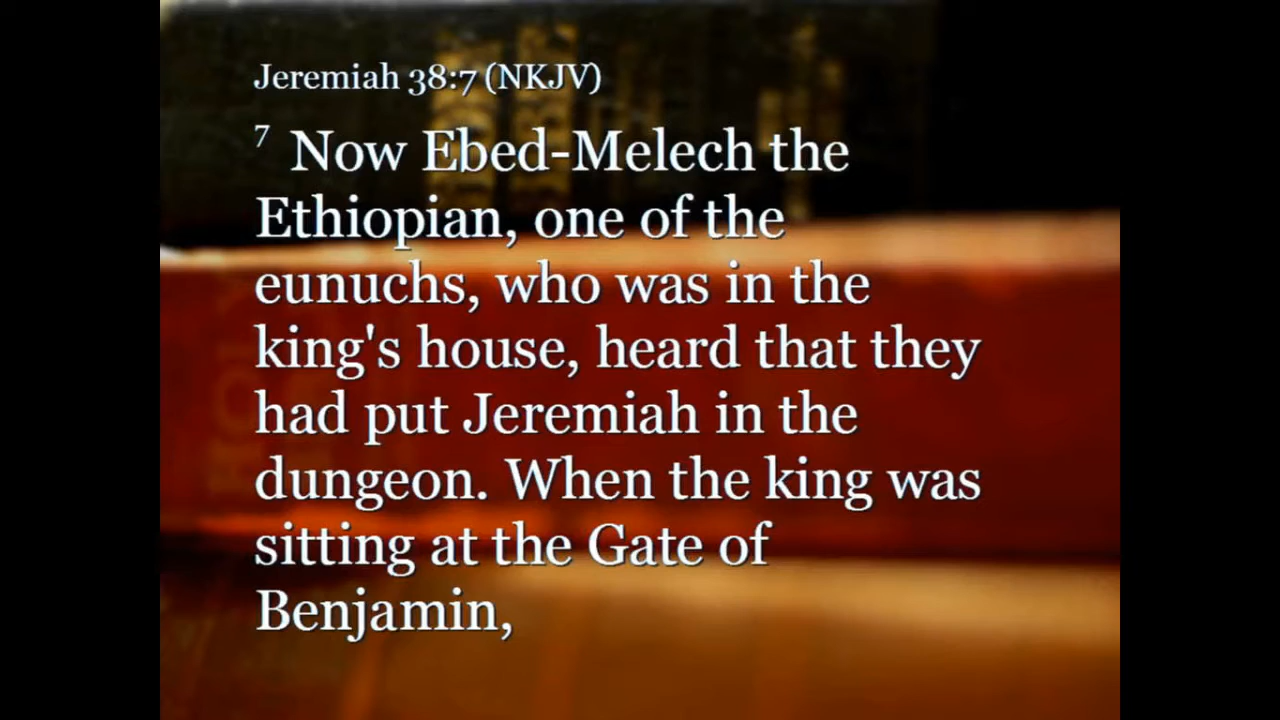 Jeremiah 38:7 (NKJV)
7 Now Ebed-Melech the
Ethiopian, one of the
eunuchs, who was in the
king's house, heard that they
had put Jeremiah in the
dungeon. When the king was
sitting at the Gate of
Benjamin,